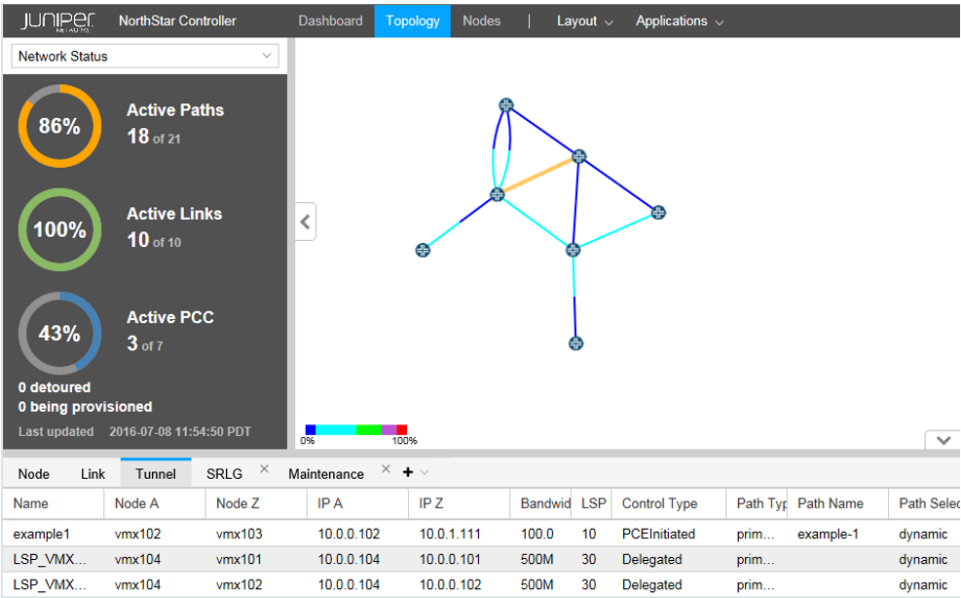 JUNIPER NETWORKS NorthStar Controller Dashboard Topology Nodes | Layout Applications
Network Status
86% Active Paths
18 of 21
100% Active Links
10 of 10
43% Active PCC
3 of 7
0 detoured
0 being provisioned
Last updated 2016-07-08 11:54:50 PDT
0% 100%
Node Link Tunnel SRLG × Maintenance × +
Name Node A Node Z IP A IP Z Bandwid LSP Control Type Path Typ Path Name Path Selec
example1 vmx102 vmx103 10.0.0.102 10.0.1.111 100.0 10 PCEInitiated prim... example-1 dynamic
LSP_VMX... vmx104 vmx101 10.0.0.104 10.0.0.101 500M 30 Delegated prim... dynamic
LSP_VMX... vmx104 vmx102 10.0.0.104 10.0.0.102 500M 30 Delegated prim... dynamic